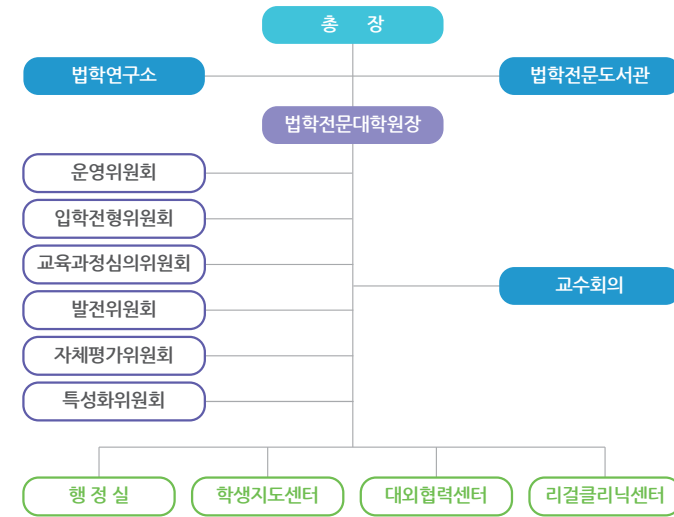 총 장
법학연구소
법학전문도서관
법학전문대학원장
운영위원회
입학전형위원회
교육과정심의위원회
발전위원회
자체평가위원회
특성화위원회
교수회의
행 정 실
학생지도센터
대외협력센터
리걸클리닉센터